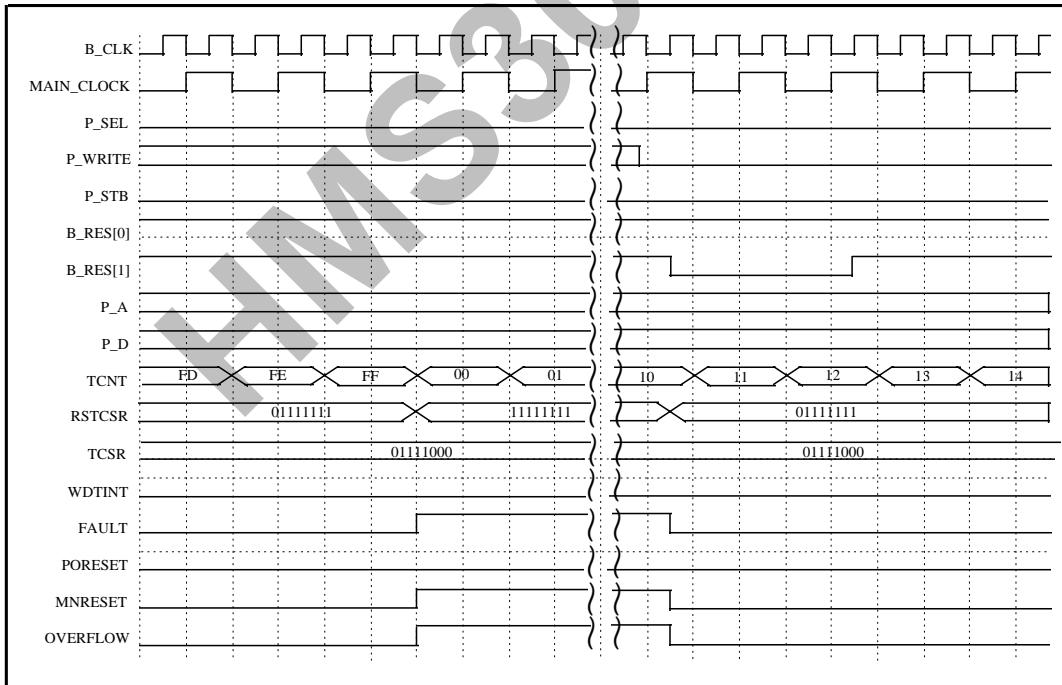 HMS30
B_CLK
MAIN_CLOCK
P_SEL
P_WRITE
P_STB
B_RES[0]
B_RES[1]
P_A
P_D
TCNT FD FE FF 00 01 10 11 12 13 14
RSTCSR 01111111 11111111 01111111
TCSR 01111000 01111000
WDTINT
FAULT
PORESET
MNRESET
OVERFLOW